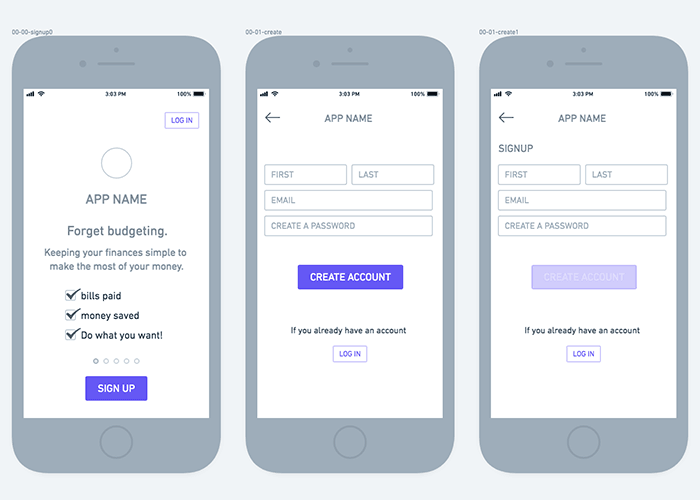 00-00-signup0
3:03 PM
100%
LOG IN
APP NAME
Forget budgeting.
Keeping your finances simple to
make the most of your money.
bills paid
money saved
Do what you want!
SIGN UP
00-01-create
3:03 PM
100%
APP NAME
FIRST
LAST
EMAIL
CREATE A PASSWORD
CREATE ACCOUNT
If you already have an account
LOG IN
00-01-create1
3:03 PM
100%
APP NAME
SIGNUP
FIRST
LAST
EMAIL
CREATE A PASSWORD
CREATE ACCOUNT
If you already have an account
LOG IN